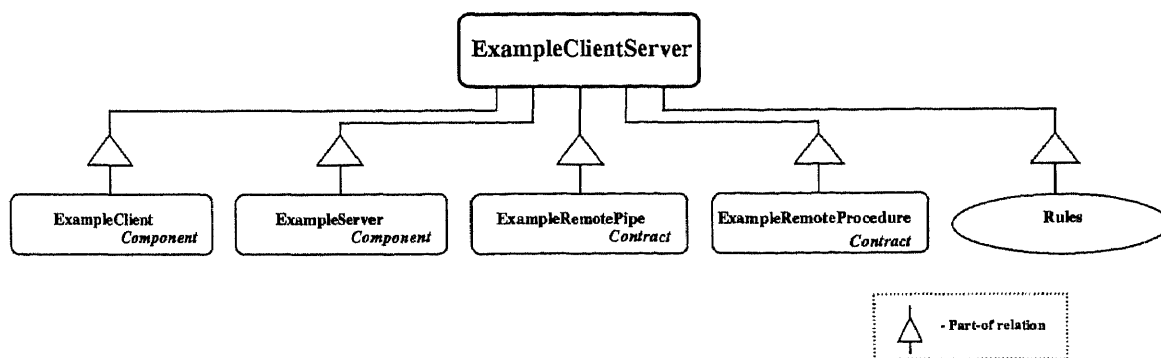 ExampleClientServer
ExampleClient
Component
ExampleServer
Component
ExampleRemotePipe
Contract
ExampleRemoteProcedure
Contract
Rules
- Part-of relation